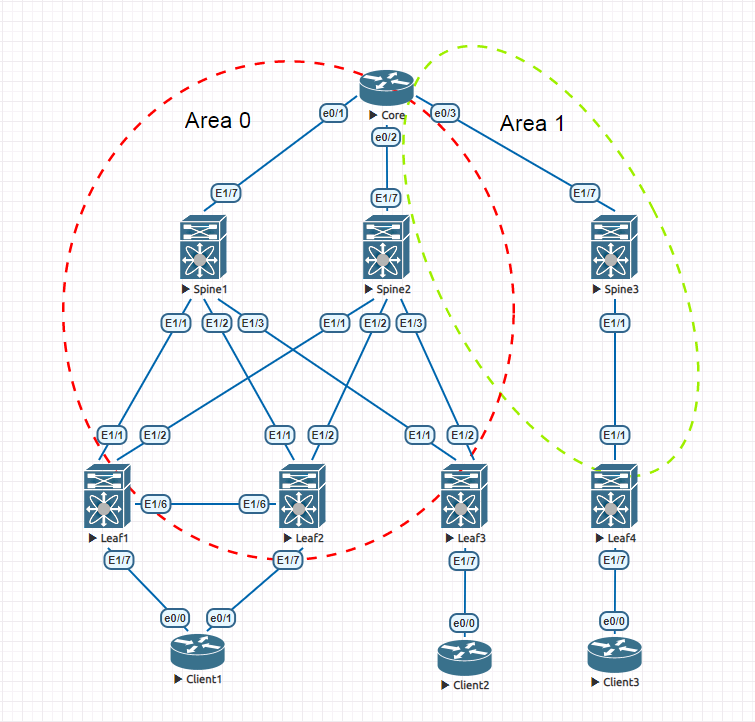 Area 0
Core
Area 1
e0/1
e0/3
e0/2
E1/7
E1/7
E1/7
Spine1
Spine2
Spine3
E1/1
E1/2
E1/3
E1/1
E1/2
E1/3
E1/1
E1/1
E1/2
E1/1
E1/2
E1/1
E1/2
E1/1
E1/6
E1/6
Leaf1
Leaf2
Leaf3
Leaf4
E1/7
E1/7
E1/7
E1/7
e0/0
e0/1
e0/0
e0/0
Client1
Client2
Client3